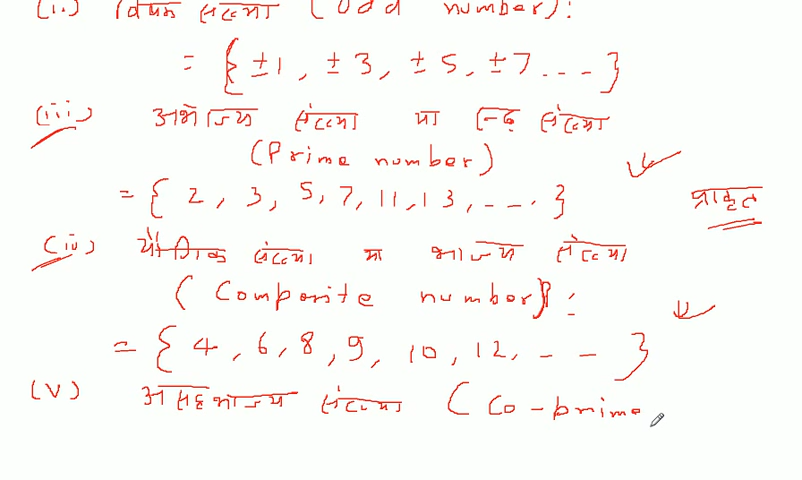 (ii) विषम संख्या (Odd number):
= { ±1, ±3, ±5, ±7 - - - }
(iii) अभाज्य संख्या या रूढ़ संख्या
(Prime number)
= { 2, 3, 5, 7, 11, 13, - - - }
प्राकृत
(iv) यौगिक संख्या या भाज्य संख्या
(Composite number):
= { 4, 6, 8, 9, 10, 12, - - }
(v) असहभाज्य संख्या (Co-prime